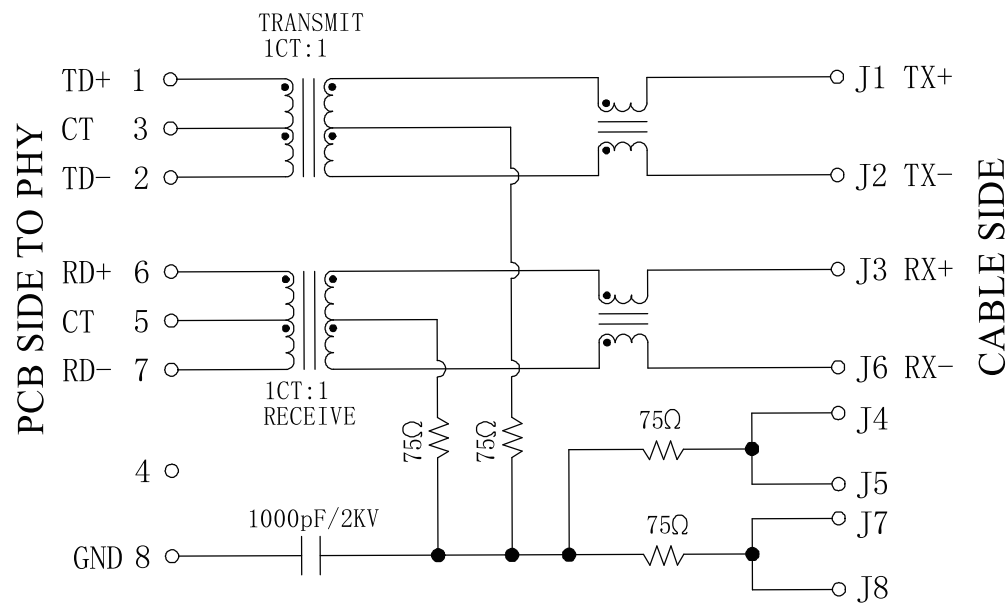 TRANSMIT
1CT:1
TD+ 1
CT 3
TD- 2
J1 TX+
J2 TX-
PCB SIDE TO PHY
CABLE SIDE
RD+ 6
CT 5
RD- 7
J3 RX+
J6 RX-
1CT:1
RECEIVE
75Ω
75Ω
75Ω
J4
J5
4
1000pF/2KV
75Ω
J7
GND 8
J8